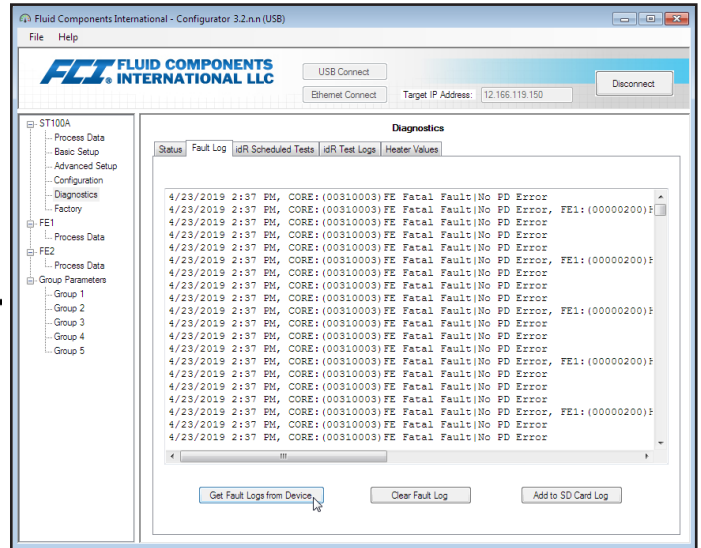 Fluid Components International - Configurator 3.2.n.n (USB)
File Help
FCI. FLUID COMPONENTS
INTERNATIONAL LLC
USB Connect
Ethernet Connect
Target IP Address: 12.166.119.150
Disconnect
ST100A
Process Data
Basic Setup
Advanced Setup
Configuration
Diagnostics
Factory
FE1
Process Data
FE2
Process Data
Group Parameters
Group 1
Group 2
Group 3
Group 4
Group 5
Diagnostics
Status Fault Log idR Scheduled Tests idR Test Logs Heater Values
4/23/2019 2:37 PM, CORE:(00310003)FE Fatal Fault|No PD Error
4/23/2019 2:37 PM, CORE:(00310003)FE Fatal Fault|No PD Error, FE1:(00000200)H
4/23/2019 2:37 PM, CORE:(00310003)FE Fatal Fault|No PD Error
4/23/2019 2:37 PM, CORE:(00310003)FE Fatal Fault|No PD Error
4/23/2019 2:37 PM, CORE:(00310003)FE Fatal Fault|No PD Error
4/23/2019 2:37 PM, CORE:(00310003)FE Fatal Fault|No PD Error, FE1:(00000200)H
4/23/2019 2:37 PM, CORE:(00310003)FE Fatal Fault|No PD Error
4/23/2019 2:37 PM, CORE:(00310003)FE Fatal Fault|No PD Error
4/23/2019 2:37 PM, CORE:(00310003)FE Fatal Fault|No PD Error
4/23/2019 2:37 PM, CORE:(00310003)FE Fatal Fault|No PD Error, FE1:(00000200)H
4/23/2019 2:37 PM, CORE:(00310003)FE Fatal Fault|No PD Error
4/23/2019 2:37 PM, CORE:(00310003)FE Fatal Fault|No PD Error
4/23/2019 2:37 PM, CORE:(00310003)FE Fatal Fault|No PD Error
4/23/2019 2:37 PM, CORE:(00310003)FE Fatal Fault|No PD Error, FE1:(00000200)H
4/23/2019 2:37 PM, CORE:(00310003)FE Fatal Fault|No PD Error
4/23/2019 2:37 PM, CORE:(00310003)FE Fatal Fault|No PD Error
4/23/2019 2:37 PM, CORE:(00310003)FE Fatal Fault|No PD Error
4/23/2019 2:37 PM, CORE:(00310003)FE Fatal Fault|No PD Error, FE1:(00000200)H
4/23/2019 2:37 PM, CORE:(00310003)FE Fatal Fault|No PD Error
4/23/2019 2:37 PM, CORE:(00310003)FE Fatal Fault|No PD Error
Get Fault Logs from Device Clear Fault Log Add to SD Card Log